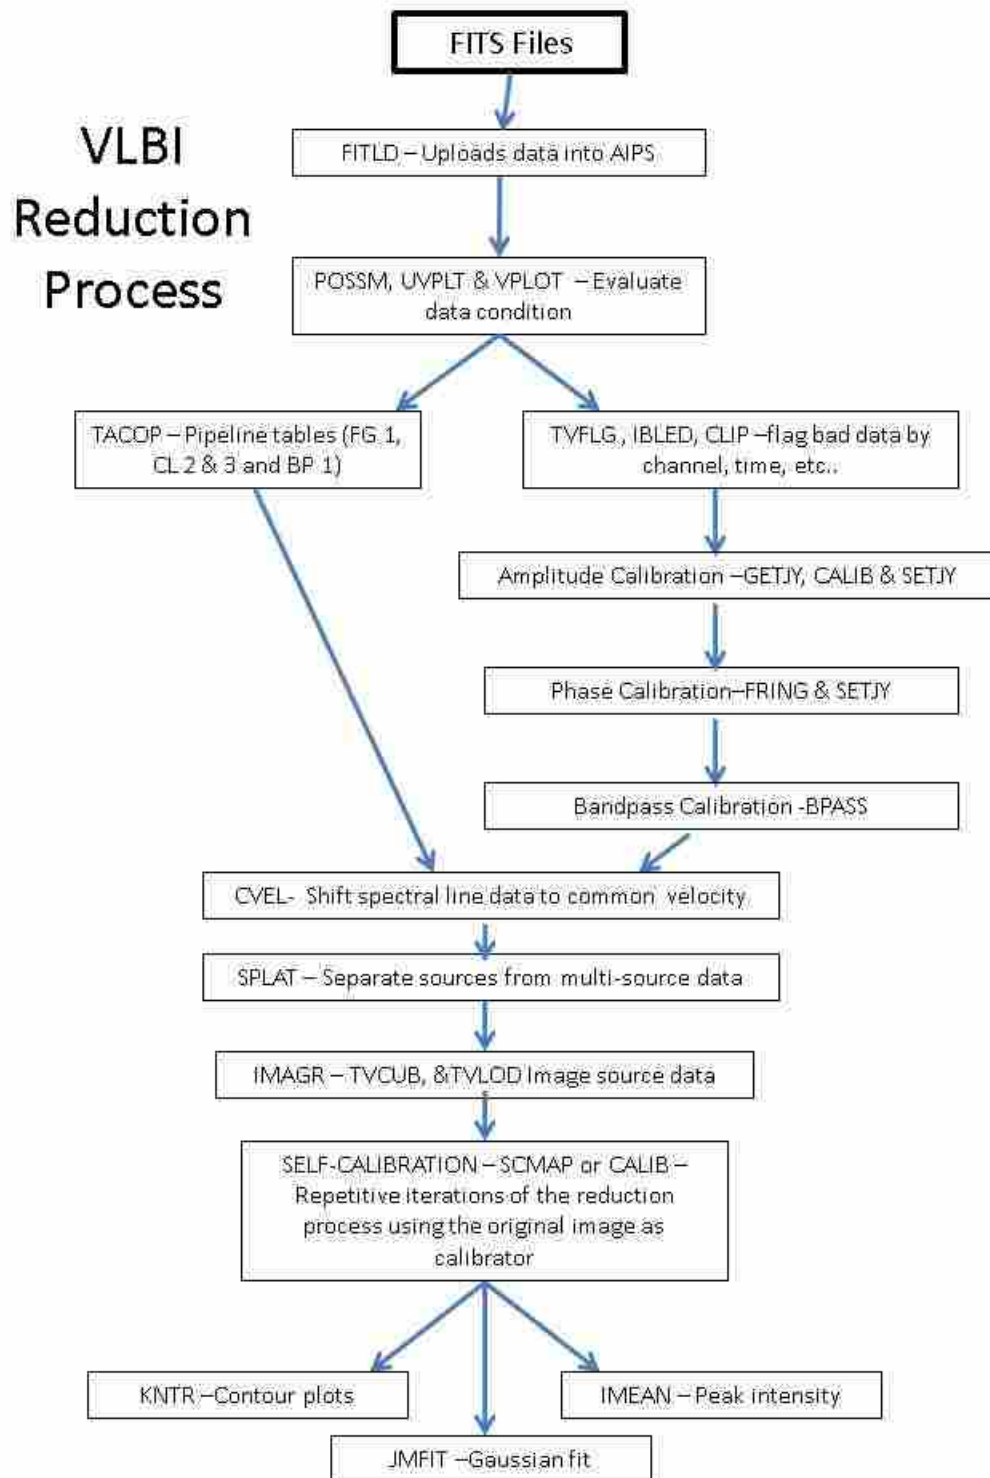 FITS Files
VLBI
Reduction
Process
FITLD – Uploads data into AIPS
POSSM, UVPLT & VPLOT – Evaluate
data condition
TACOP – Pipeline tables (FG 1,
CL 2 & 3 and BP 1)
TVFLG, IBLED, CLIP –flag bad data by
channel, time, etc..
Amplitude Calibration –GETJY, CALIB & SETJY
Phase Calibration–FRING & SETJY
Bandpass Calibration -BPASS
CVEL- Shift spectral line data to common velocity
SPLAT – Separate sources from multi-source data
IMAGR – TVCUB, &TVLOD Image source data
SELF-CALIBRATION – SCMAP or CALIB –
Repetitive iterations of the reduction
process using the original image as
calibrator
KNTR –Contour plots
IMEAN – Peak intensity
JMFIT –Gaussian fit